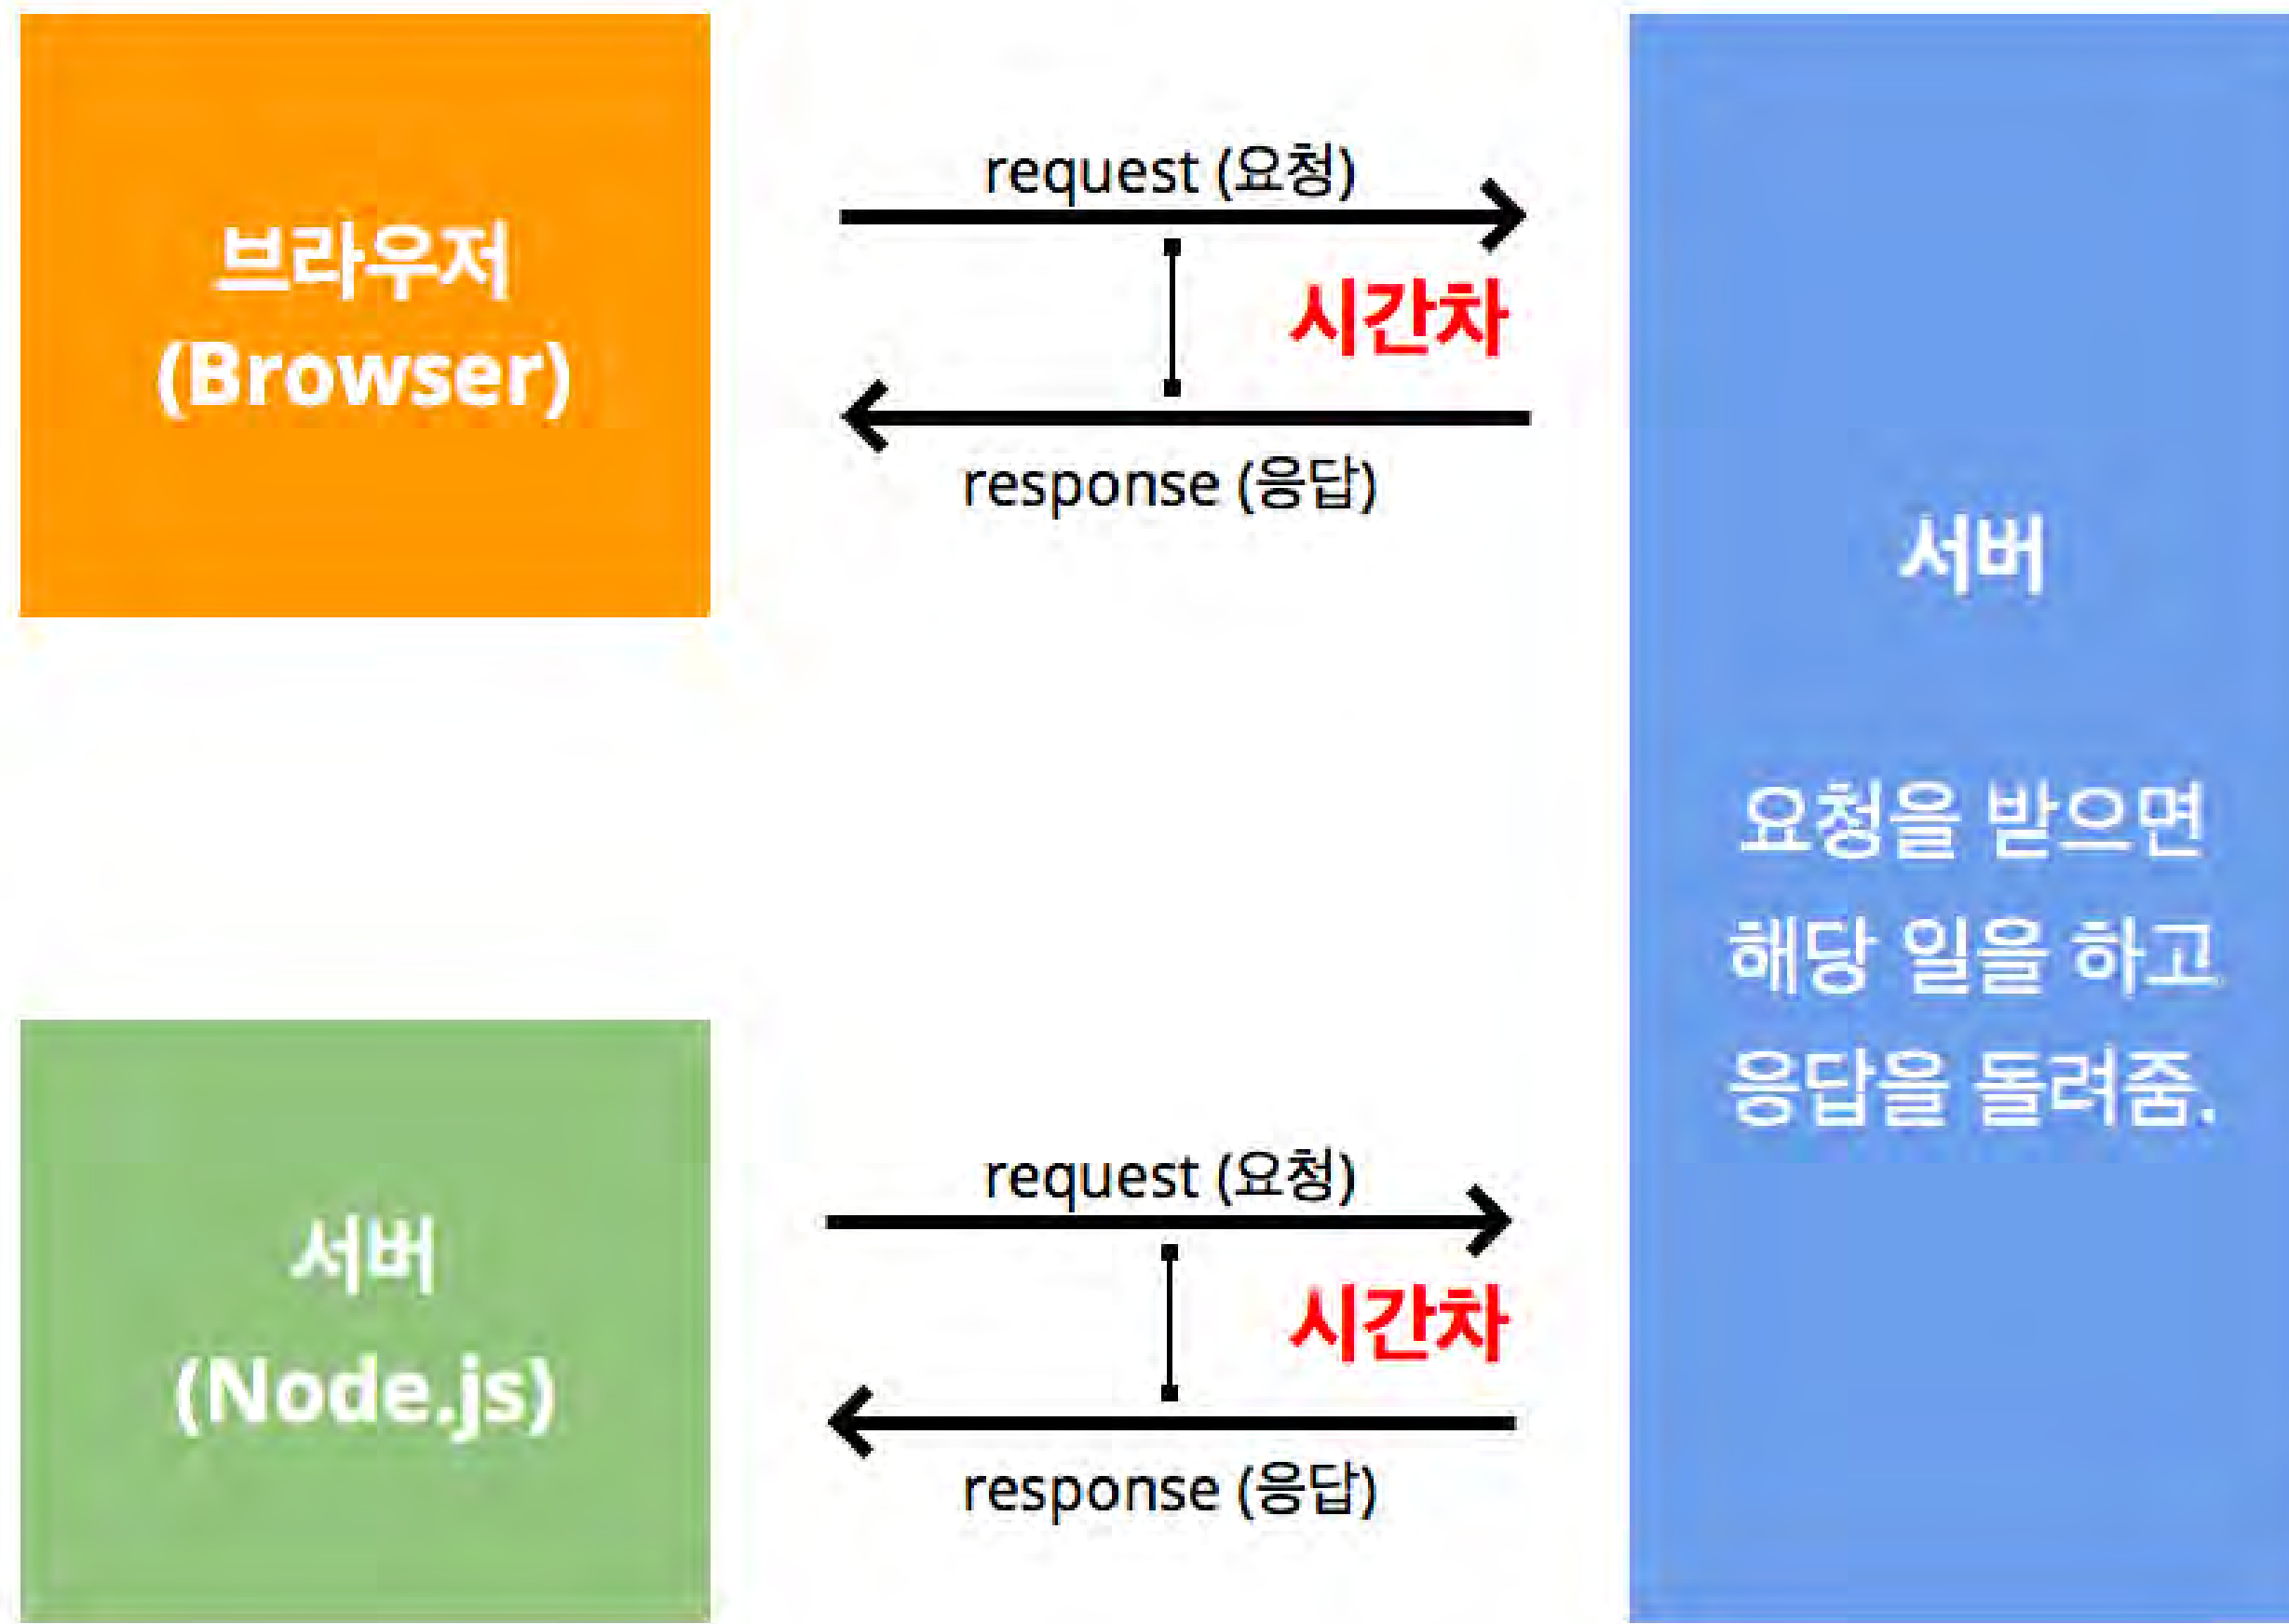 브라우저
(Browser)
request (요청)
시간차
response (응답)
서버
(Node.js)
request (요청)
시간차
response (응답)
서버
요청을 받으면
해당 일을 하고
응답을 돌려줌.